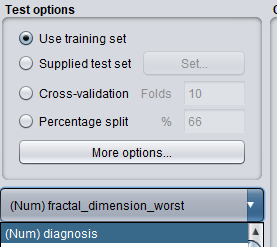 Test options
Use training set
Supplied test set Set...
Cross-validation Folds 10
Percentage split % 66
More options...
(Num) fractal_dimension_worst
(Num) diagnosis